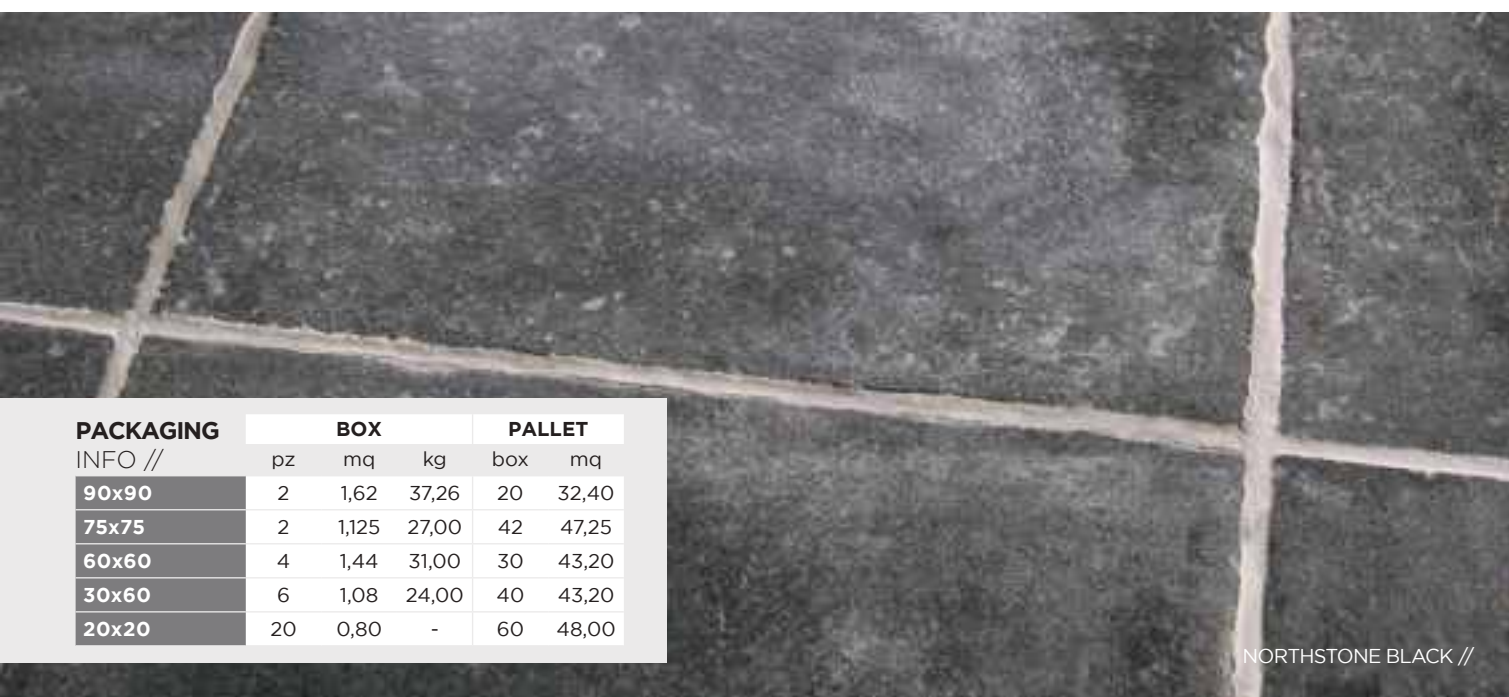 PACKAGING BOX PALLET
INFO // pz mq kg box mq
90x90 2 1,62 37,26 20 32,40
75x75 2 1,125 27,00 42 47,25
60x60 4 1,44 31,00 30 43,20
30x60 6 1,08 24,00 40 43,20
20x20 20 0,80 - 60 48,00
NORTHSTONE BLACK //